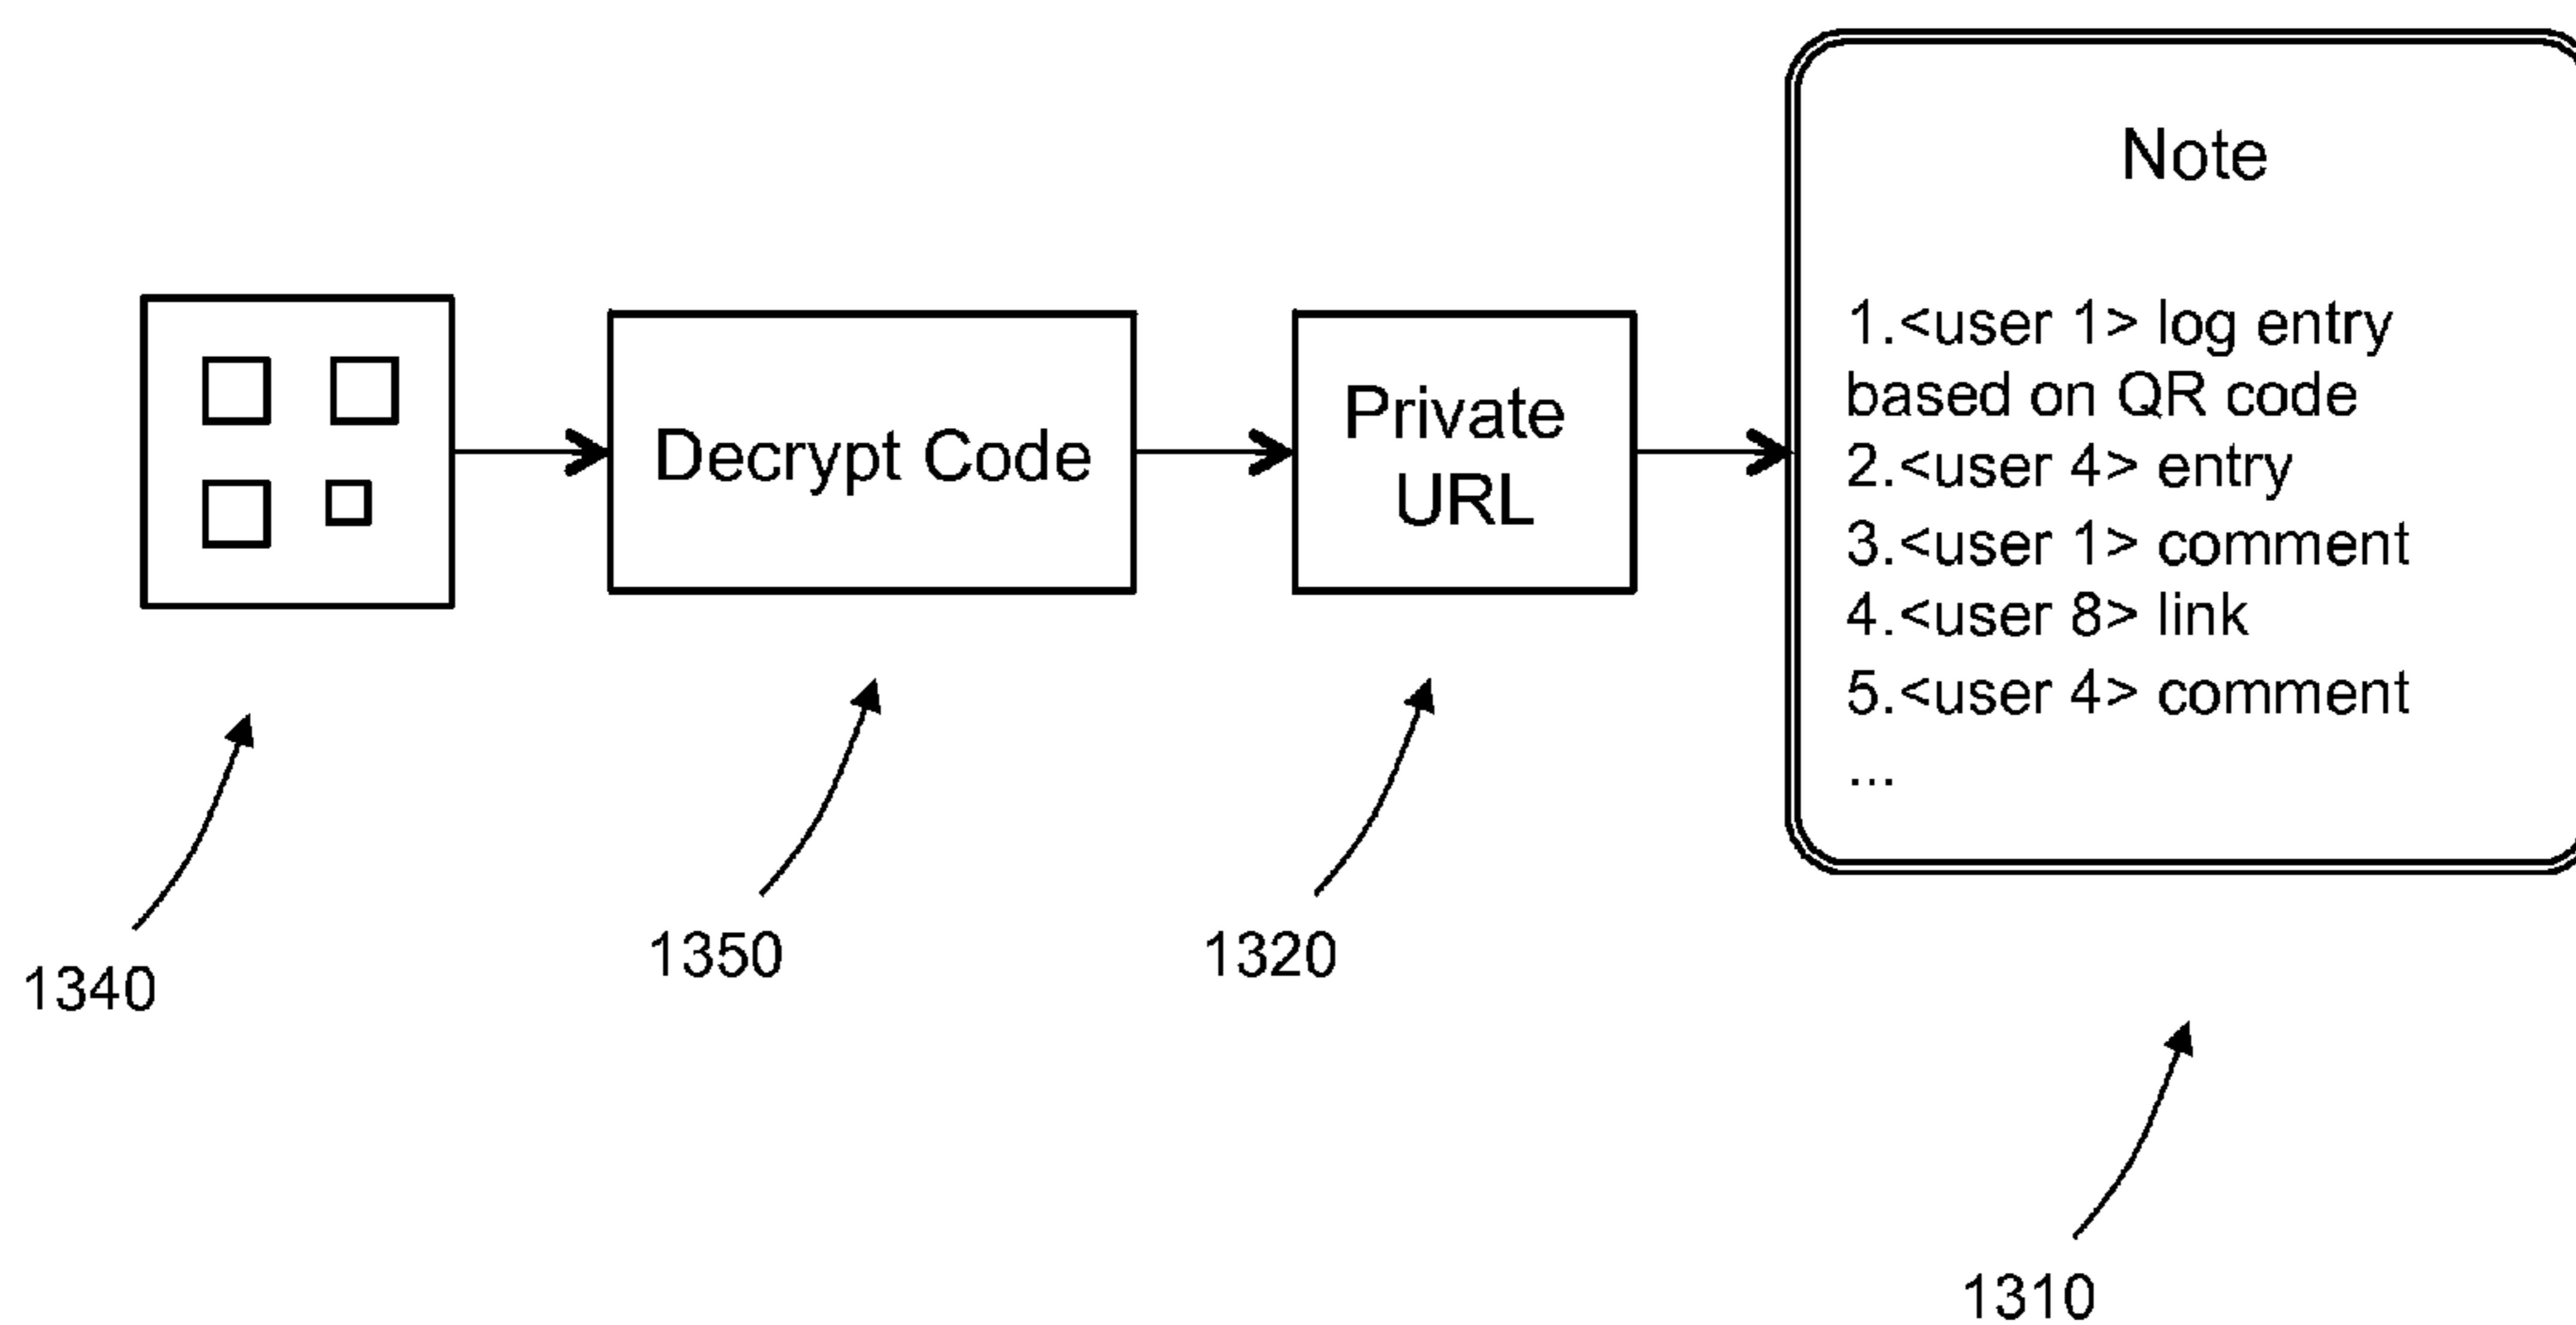 Note
1.<user 1> log entry
based on QR code
2.<user 4> entry
3.<user 1> comment
4.<user 8> link
5.<user 4> comment
...
Decrypt Code
Private
URL
1340
1350
1320
1310